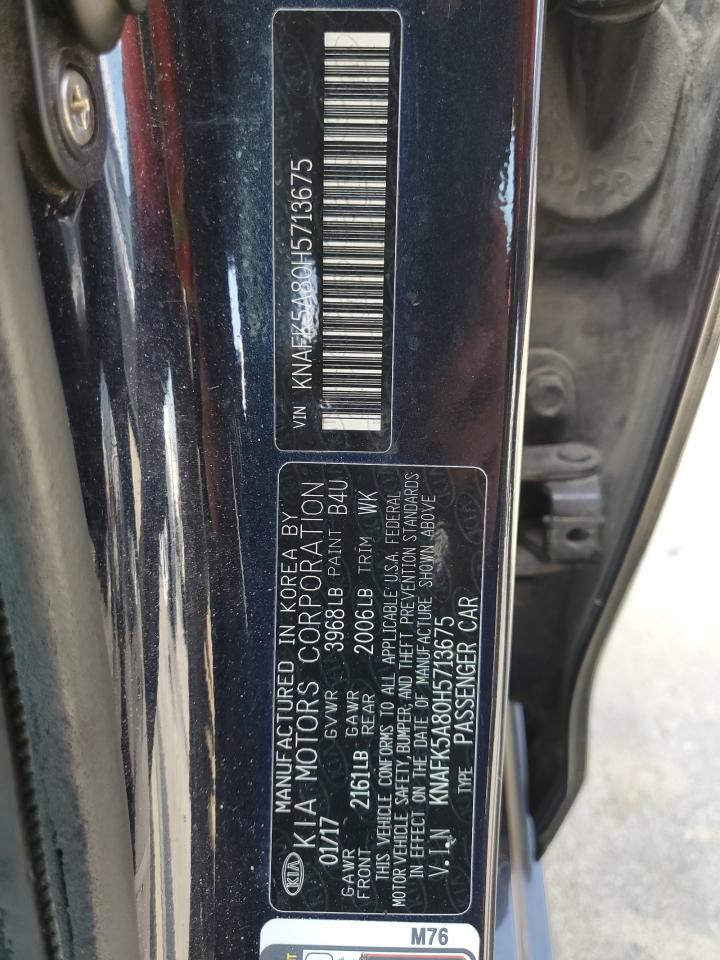 VIN KNAFK5A80H5713675
KIA
MANUFACTURED IN KOREA BY
KIA MOTORS CORPORATION
01/17 GVWR 3968LB PAINT B4U
GAWR FRONT 2161LB GAWR REAR 2006LB TRIM WK
THIS VEHICLE CONFORMS TO ALL APPLICABLE U.S.A. FEDERAL
MOTOR VEHICLE SAFETY, BUMPER, AND THEFT PREVENTION STANDARDS
IN EFFECT ON THE DATE OF MANUFACTURE SHOWN ABOVE
V.I.N KNAFK5A80H5713675
TYPE PASSENGER CAR
M76